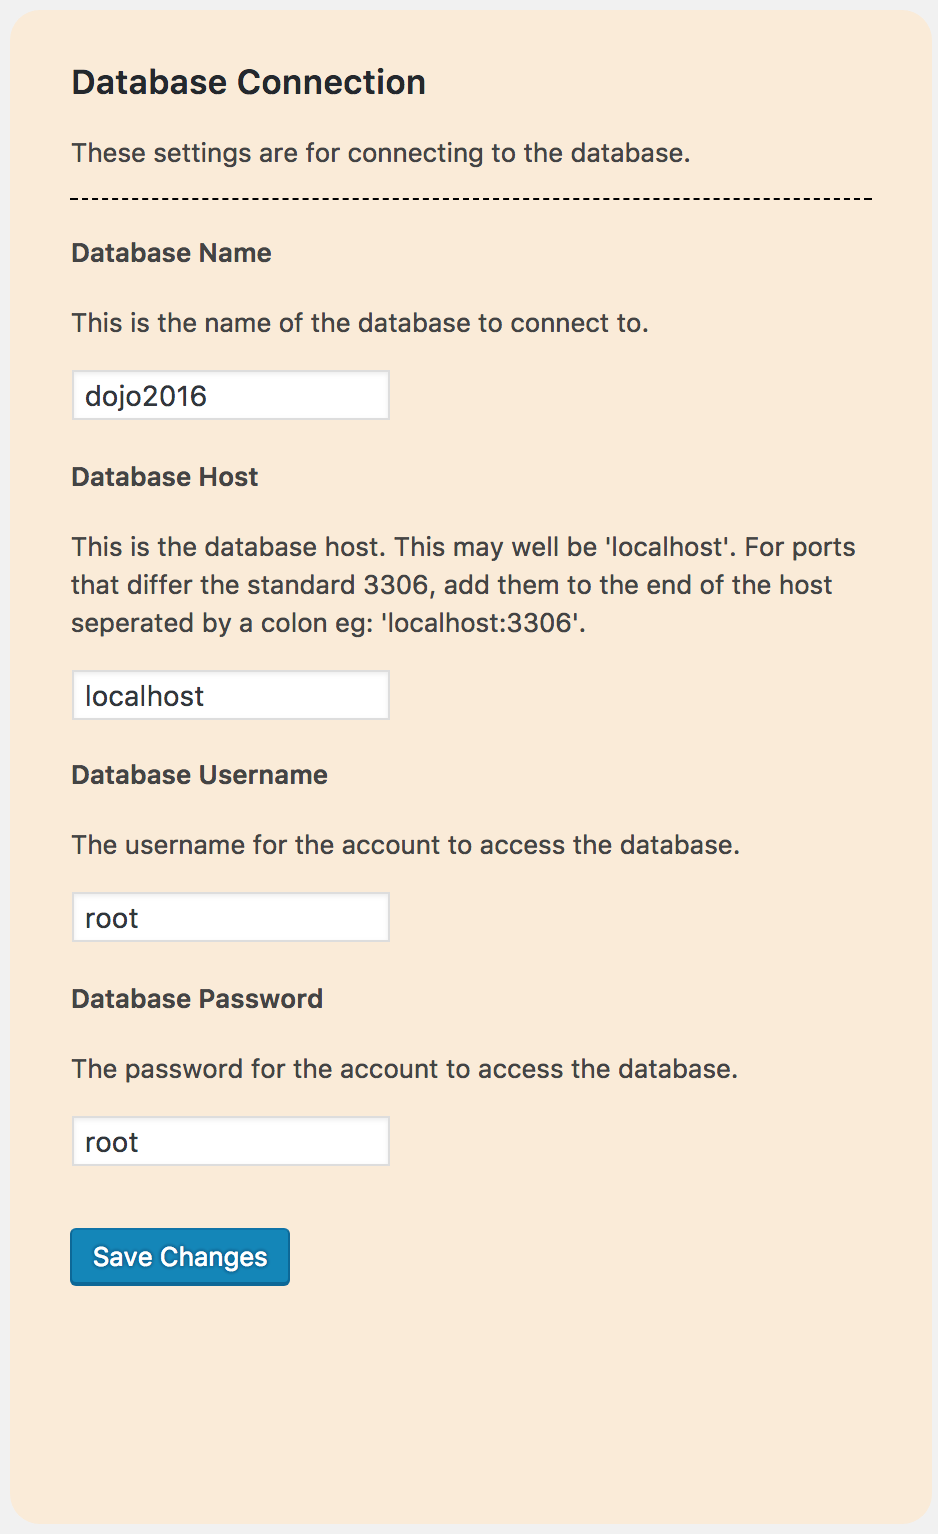 Database Connection
These settings are for connecting to the database.
Database Name
This is the name of the database to connect to.
dojo2016
Database Host
This is the database host. This may well be 'localhost'. For ports
that differ the standard 3306, add them to the end of the host
seperated by a colon eg: 'localhost:3306'.
localhost
Database Username
The username for the account to access the database.
root
Database Password
The password for the account to access the database.
root
Save Changes